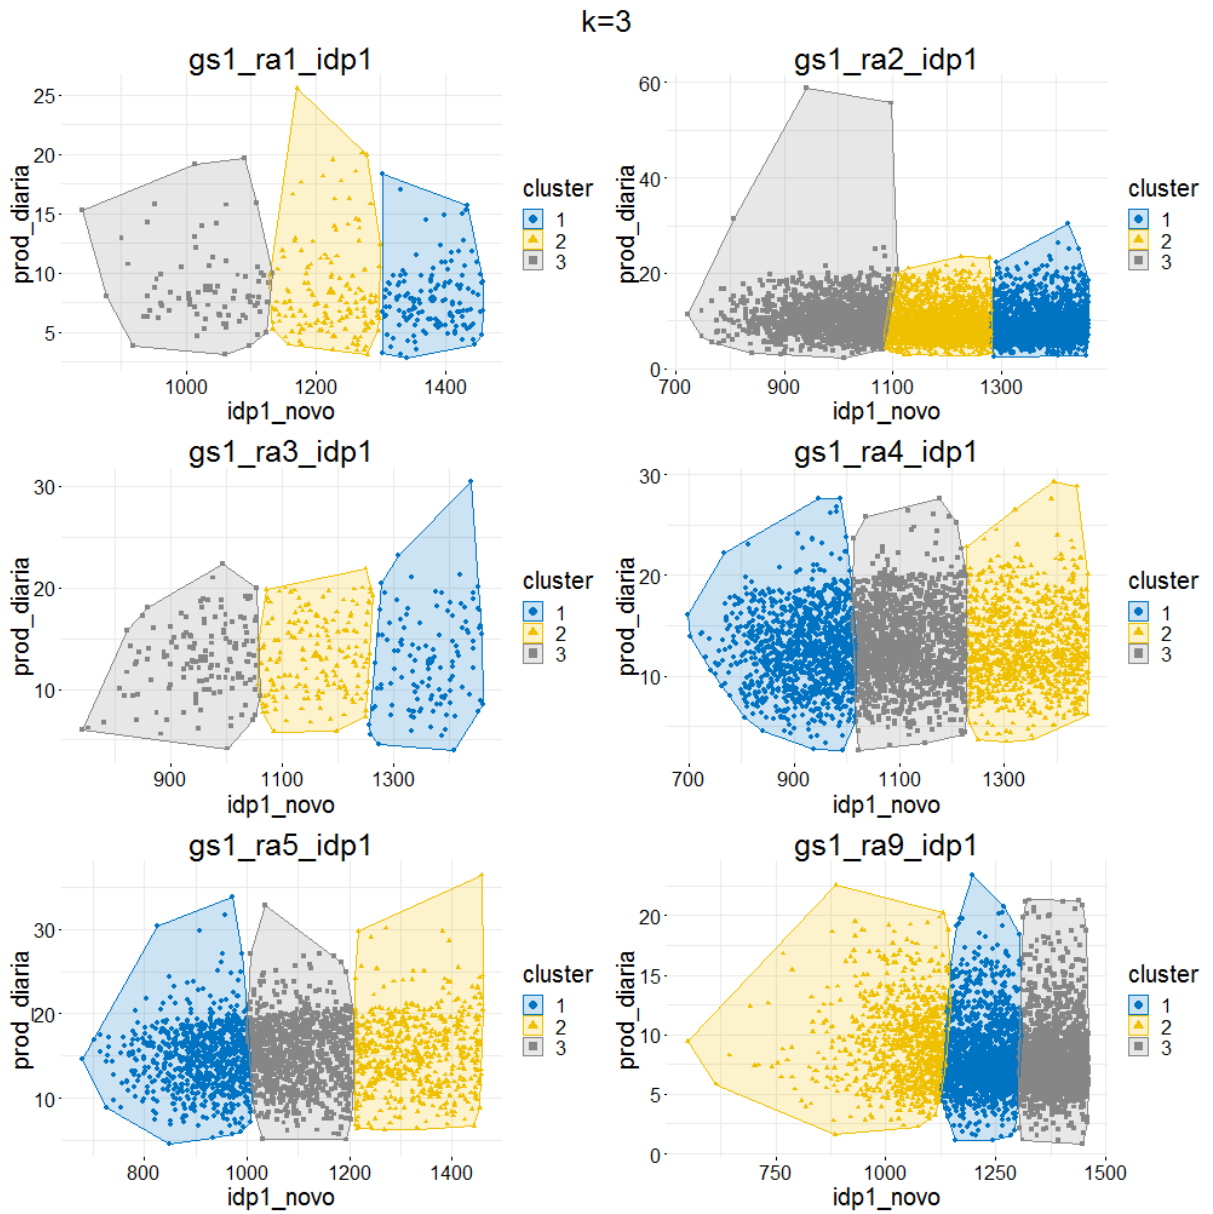 k=3
gs1_ra1_idp1
25
20
15
10
5
prod_diaria
1000 1200 1400
idp1_novo
cluster
1
2
3
gs1_ra2_idp1
60
40
20
0
prod_diaria
700 900 1100 1300
idp1_novo
cluster
1
2
3
gs1_ra3_idp1
30
20
10
prod_diaria
900 1100 1300
idp1_novo
cluster
1
2
3
gs1_ra4_idp1
30
20
10
prod_diaria
700 900 1100 1300
idp1_novo
cluster
1
2
3
gs1_ra5_idp1
30
20
10
prod_diaria
800 1000 1200 1400
idp1_novo
cluster
1
2
3
gs1_ra9_idp1
20
15
10
5
0
prod_diaria
750 1000 1250 1500
idp1_novo
cluster
1
2
3